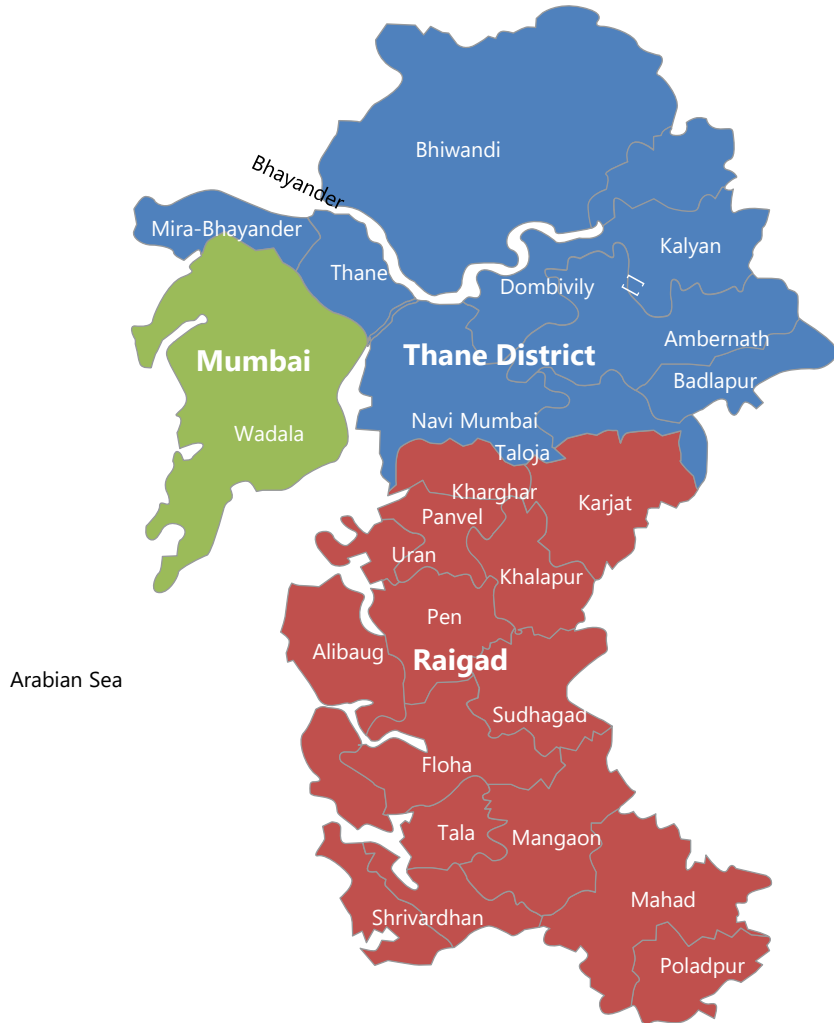 Bhiwandi
Bhayander
Mira-Bhayander
Kalyan
Thane
Dombivily
[ ]
Ambernath
Mumbai
Thane District
Badlapur
Navi Mumbai
Wadala
Taloja
Kharghar
Karjat
Panvel
Uran
Khalapur
Pen
Alibaug
Raigad
Arabian Sea
Sudhagad
Floha
Tala
Mangaon
Mahad
Shrivardhan
Poladpur